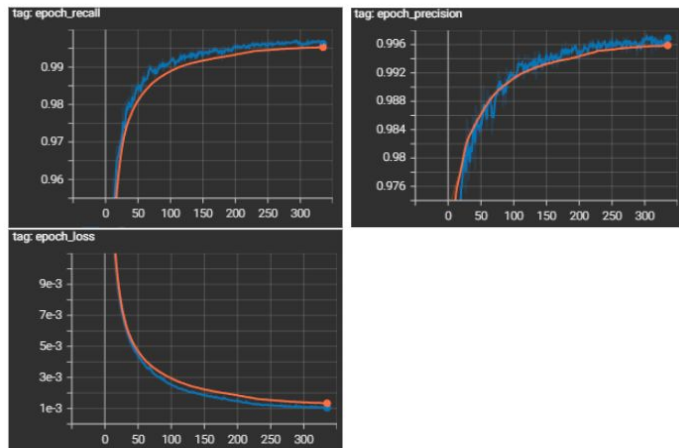 tag: epoch_recall
0.99
0.98
0.97
0.96
0 50 100 150 200 250 300
tag: epoch_precision
0.996
0.992
0.988
0.984
0.98
0.976
0 50 100 150 200 250 300
tag: epoch_loss
9e-3
7e-3
5e-3
3e-3
1e-3
0 50 100 150 200 250 300